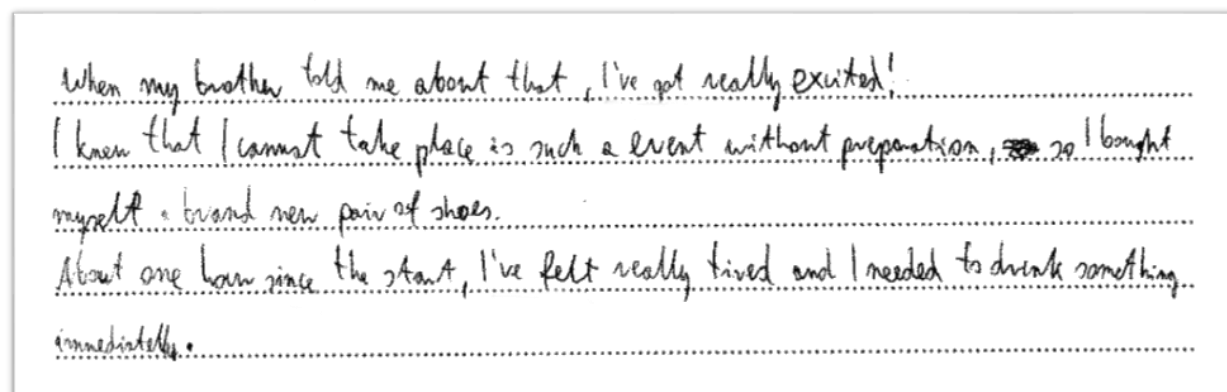 When my brother told me about that, I've got really excited!
I knew that I cannot take place is such a event without preparation, so I bought
myself a brand new pair of shoes.
About one hour since the start, I've felt really tired and I needed to drink something
immediatelly.